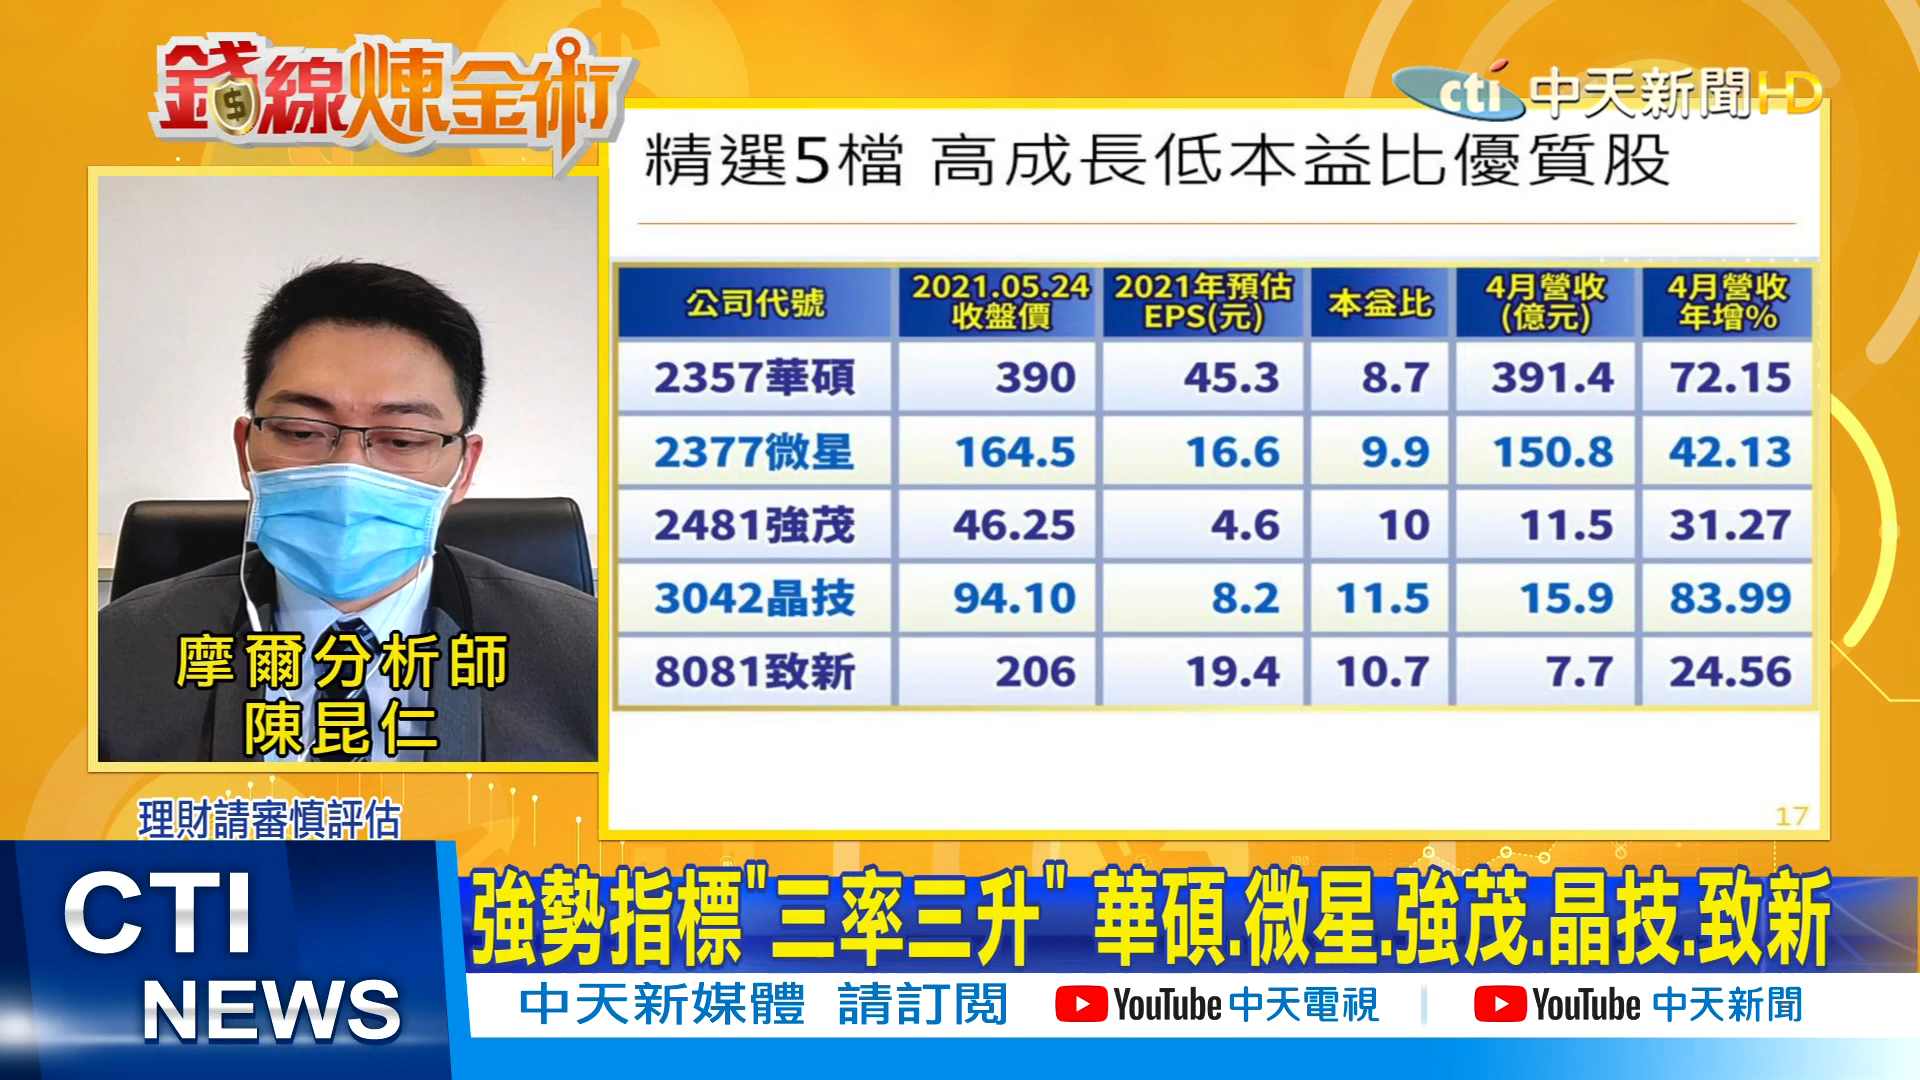 錢線煉金術
cti 中天新聞HD
精選5檔 高成長低本益比優質股
公司代號 2021.05.24收盤價 2021年預估EPS(元) 本益比 4月營收(億元) 4月營收年增%
2357華碩 390 45.3 8.7 391.4 72.15
2377微星 164.5 16.6 9.9 150.8 42.13
2481強茂 46.25 4.6 10 11.5 31.27
3042晶技 94.10 8.2 11.5 15.9 83.99
8081致新 206 19.4 10.7 7.7 24.56
17
摩爾分析師
陳昆仁
理財請審慎評估
CTI
NEWS
強勢指標"三率三升" 華碩.微星.強茂.晶技.致新
中天新媒體 請訂閱 YouTube 中天電視 | YouTube 中天新聞